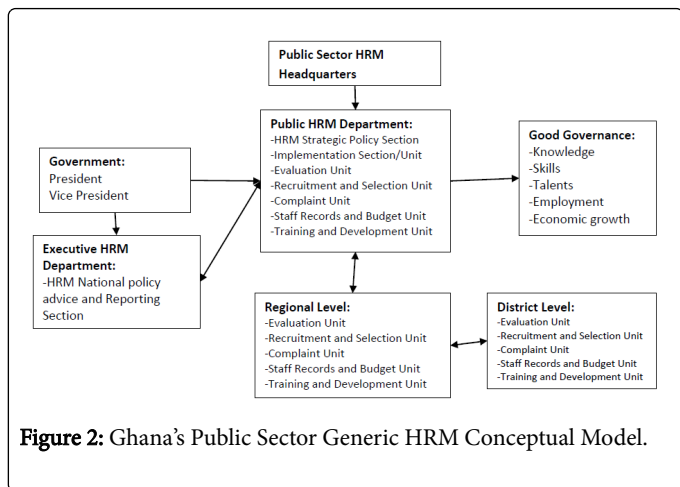 Public Sector HRM
Headquarters
Public HRM Department:
-HRM Strategic Policy Section
-Implementation Section/Unit
-Evaluation Unit
-Recruitment and Selection Unit
-Complaint Unit
-Staff Records and Budget Unit
-Training and Development Unit
Good Governance:
-Knowledge
-Skills
-Talents
-Employment
-Economic growth
Government:
President
Vice President
Executive HRM
Department:
-HRM National policy
advice and Reporting
Section
Regional Level:
-Evaluation Unit
-Recruitment and Selection Unit
-Complaint Unit
-Staff Records and Budget Unit
-Training and Development Unit
District Level:
-Evaluation Unit
-Recruitment and Selection Unit
-Complaint Unit
-Staff Records and Budget Unit
-Training and Development Unit
Figure 2: Ghana's Public Sector Generic HRM Conceptual Model.